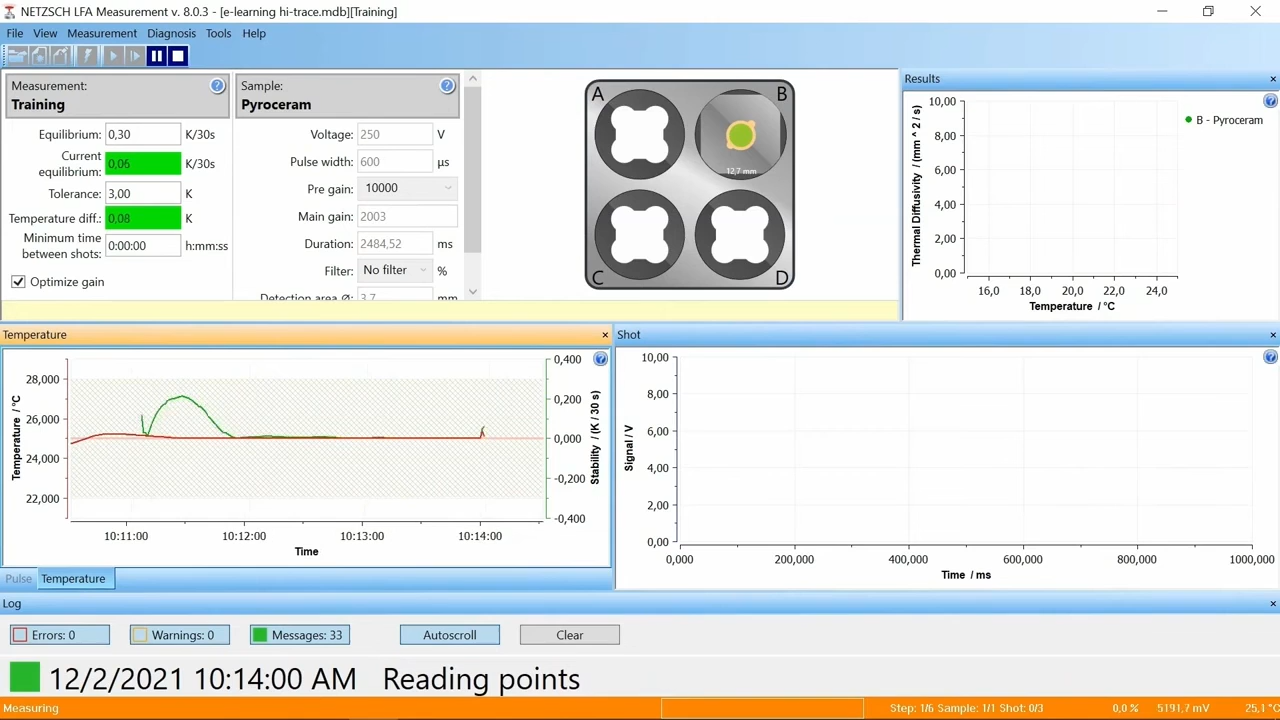 NETZSCH LFA Measurement v. 8.0.3 - [e-learning hi-trace.mdb][Training]
File View Measurement Diagnosis Tools Help
Measurement:
Training
Equilibrium: 0,30 K/30s
Current equilibrium: 0,06 K/30s
Tolerance: 3,00 K
Temperature diff.: 0,08 K
Minimum time between shots: 0:00:00 h:mm:ss
Optimize gain
Sample:
Pyroceram
Voltage: 250 V
Pulse width: 600 µs
Pre gain: 10000
Main gain: 2003
Duration: 2484,52 ms
Filter: No filter %
Detection area Ø: 3,7 mm
A B
12,7 mm
C D
Results
10,00
8,00
6,00
4,00
2,00
0,00
Thermal Diffusivity / (mm ^ 2 / s)
16,0 18,0 20,0 22,0 24,0
Temperature / °C
B - Pyroceram
Temperature
28,000
26,000
24,000
22,000
Temperature / °C
0,400
0,200
0,000
-0,200
-0,400
Stability / (K / 30 s)
10:11:00 10:12:00 10:13:00 10:14:00
Time
Pulse Temperature
Shot
10,00
8,00
6,00
4,00
2,00
0,00
Signal / V
0,000 200,000 400,000 600,000 800,000 1000,000
Time / ms
Log
Errors: 0 Warnings: 0 Messages: 33 Autoscroll Clear
12/2/2021 10:14:00 AM Reading points
Measuring Step: 1/6 Sample: 1/1 Shot: 0/3 0,0 % 5191,7 mV 25,1 °C